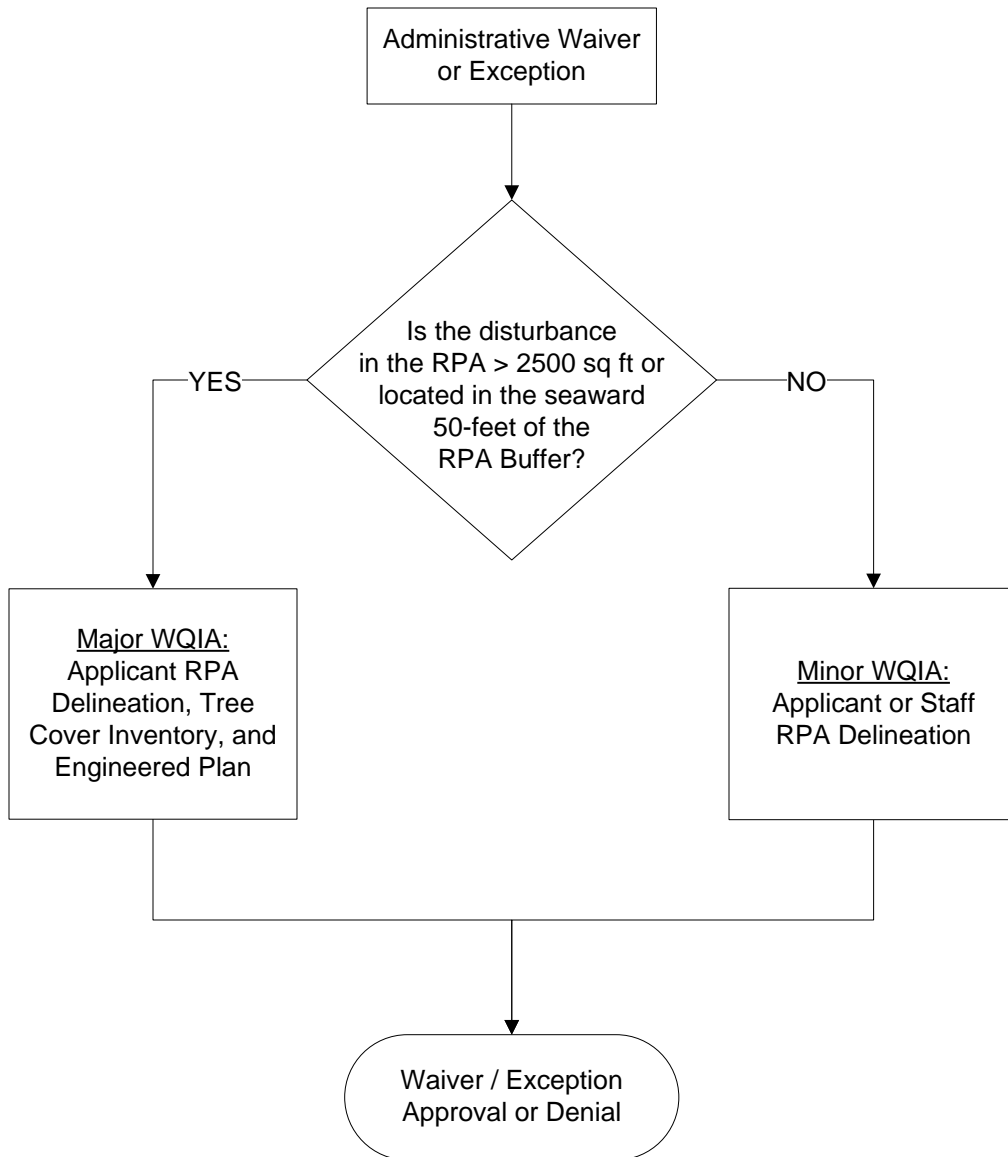 Administrative Waiver
or Exception
Is the disturbance
in the RPA > 2500 sq ft or
located in the seaward
50-feet of the
RPA Buffer?
YES
NO
Major WQIA:
Applicant RPA
Delineation, Tree
Cover Inventory, and
Engineered Plan
Minor WQIA:
Applicant or Staff
RPA Delineation
Waiver / Exception
Approval or Denial